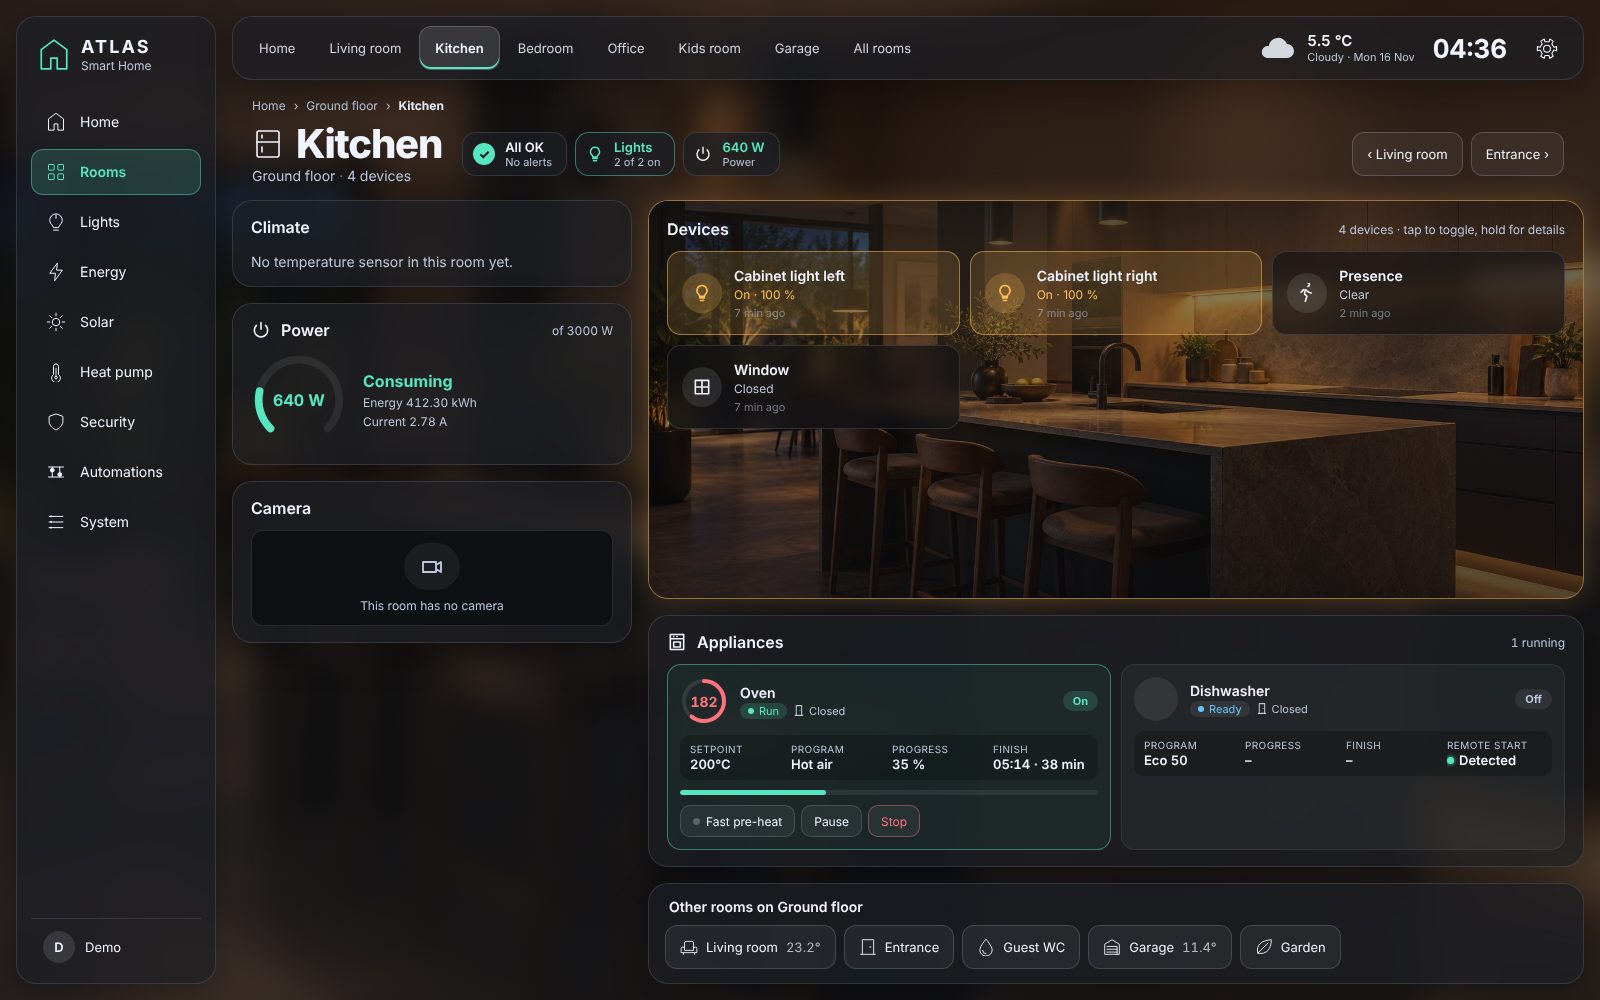 ATLAS
Smart Home
Home
Rooms
Lights
Energy
Solar
Heat pump
Security
Automations
System
D Demo
Home Living room Kitchen Bedroom Office Kids room Garage All rooms
5.5 °C
Cloudy · Mon 16 Nov
04:36
Home › Ground floor › Kitchen
Kitchen
Ground floor · 4 devices
All OK
No alerts
Lights
2 of 2 on
640 W
Power
‹ Living room
Entrance ›
Climate
No temperature sensor in this room yet.
Power
of 3000 W
640 W
Consuming
Energy 412.30 kWh
Current 2.78 A
Camera
This room has no camera
Devices
4 devices · tap to toggle, hold for details
Cabinet light left
On · 100 %
7 min ago
Cabinet light right
On · 100 %
7 min ago
Presence
Clear
2 min ago
Window
Closed
7 min ago
Appliances
1 running
182
Oven
Run Closed
On
SETPOINT PROGRAM PROGRESS FINISH
200°C Hot air 35 % 05:14 · 38 min
Fast pre-heat Pause Stop
Dishwasher
Ready Closed
Off
PROGRAM PROGRESS FINISH REMOTE START
Eco 50 – – Detected
Other rooms on Ground floor
Living room 23.2° Entrance Guest WC Garage 11.4° Garden